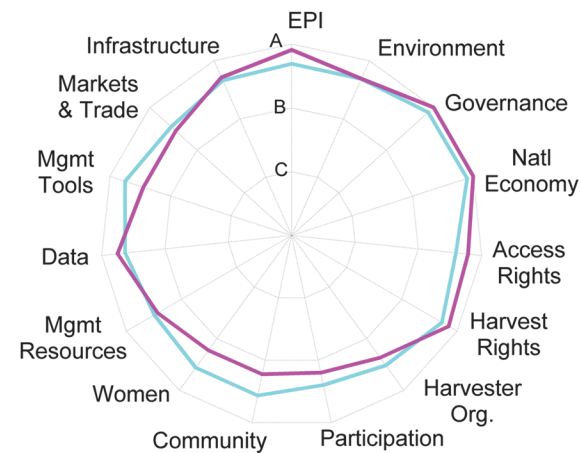 EPI
A
Infrastructure
Environment
Markets
& Trade
B
Governance
Mgmt
Tools
C
Natl
Economy
Data
Access
Rights
Mgmt
Resources
Harvest
Rights
Women
Harvester
Org.
Community
Participation